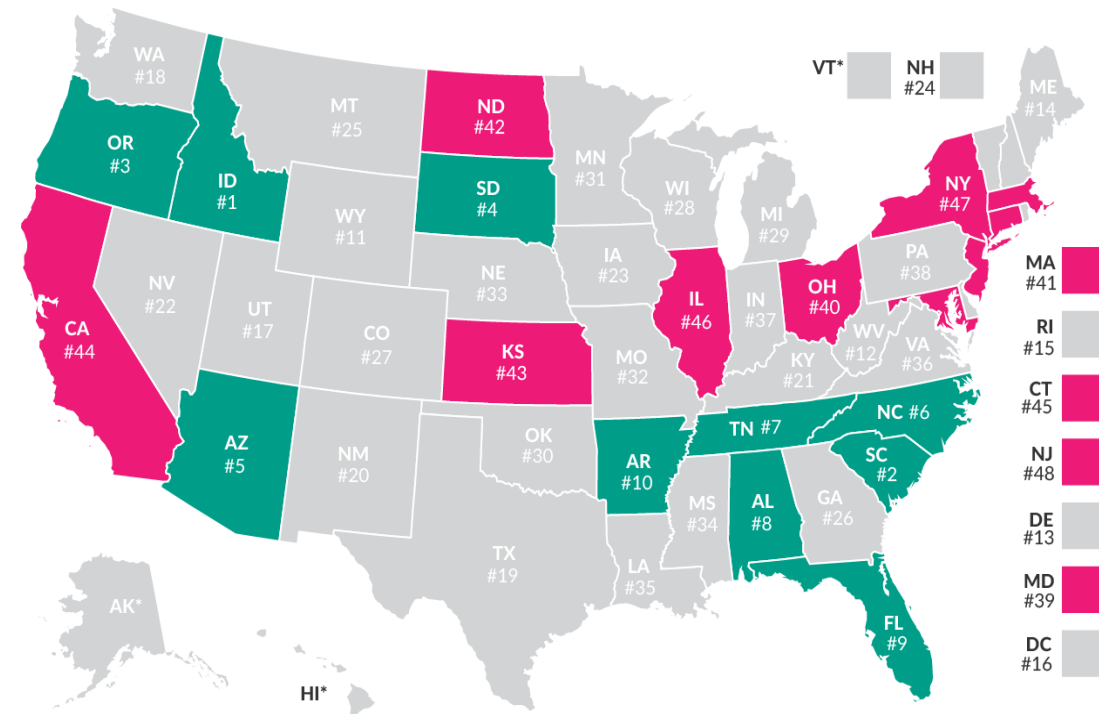 WA
#18
MT
#25
ND
#42
MN
#31
VT*
NH
#24
ME
#14
OR
#3
ID
#1
WY
#11
SD
#4
WI
#28
MI
#29
NY
#47
NV
#22
UT
#17
CO
#27
NE
#33
IA
#23
IL
#46
IN
#37
OH
#40
PA
#38
MA
#41
CA
#44
KS
#43
MO
#32
KY
#21
WV
#12
VA
#36
RI
#15
AZ
#5
NM
#20
OK
#30
AR
#10
TN #7
NC #6
SC
#2
CT
#45
NJ
#48
TX
#19
LA
#35
MS
#34
AL
#8
GA
#26
FL
#9
DE
#13
MD
#39
DC
#16
AK*
HI*